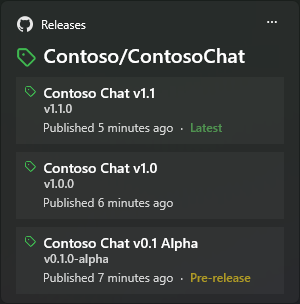 Releases
Contoso/ContosoChat
Contoso Chat v1.1
v1.1.0
Published 5 minutes ago · Latest
Contoso Chat v1.0
v1.0.0
Published 6 minutes ago
Contoso Chat v0.1 Alpha
v0.1.0-alpha
Published 7 minutes ago · Pre-release